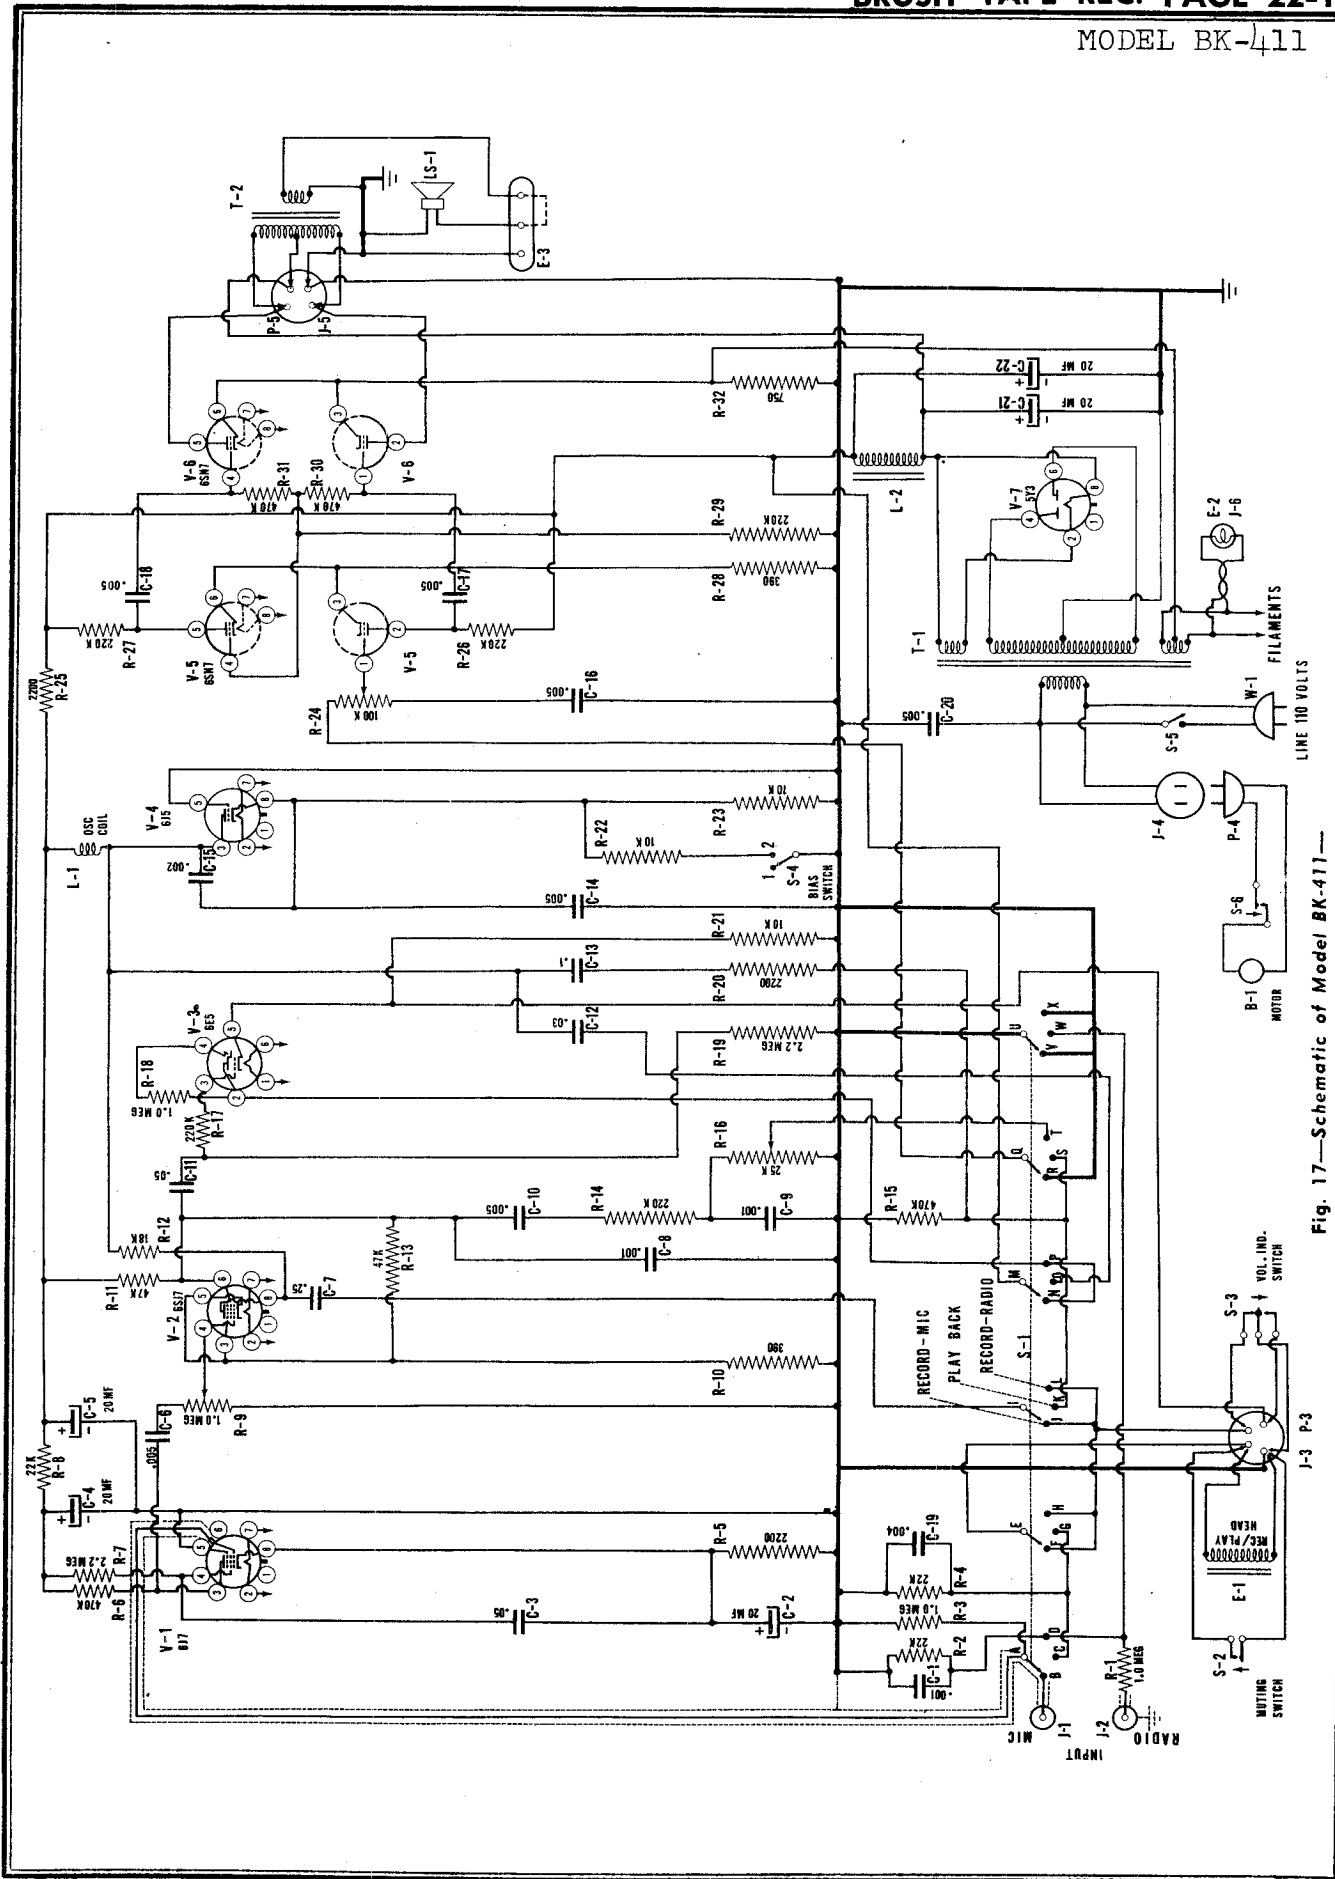 BRUSH TAPE REC. PAGE 22-1
MODEL BK-411
T-2
LS-1
E-3
P-5
J-5
V-6
6SN7
R-31
470 K
R-30
470 K
V-6
R-32
750
C-22
20 MF
+
-
C-21
20 MF
+
-
L-2
R-29
220K
R-28
390
C-18
.005
C-17
.005
R-27
220 K
V-5
6SN7
V-5
R-26
220K
R-25
2200
R-24
100 K
C-16
.005
V-7
5Y3
T-1
E-2
J-6
FILAMENTS
C-20
.005
S-5
W-1
LINE 110 VOLTS
J-4
P-4
S-6
B-1
MOTOR
L-1
OSC
COIL
V-4
6J5
C-15
.002
R-23
10 K
R-22
10 K
S-4
1 2
BIAS
SWITCH
C-14
.005
R-21
10 K
C-13
.1
R-20
2200
C-12
.03
R-19
2.2 MEG
V-3
6E5
R-18
1.0 MEG
R-17
220K
C-11
.05
R-16
25 K
R-12
18K
R-11
47K
C-10
.005
R-14
220 K
C-9
.001
R-15
470K
C-8
.001
R-13
47K
V-2 6SJ7
C-7
.25
R-10
390
R-9
1.0 MEG
C-6
.005
C-5
20 MF
+
-
R-8
22K
C-4
20 MF
+
-
R-7
2.2 MEG
R-6
470K
V-1
6J7
R-5
2200
C-3
.05
C-2
20 MF
+
-
C-19
.004
R-4
22K
R-3
1.0 MEG
R-2
22K
C-1
.001
R-1
1.0 MEG
MIC
J-1
INPUT
J-2
RADIO
A
B
C
D
E
F
G
H
I
J
K
L
M
N
O
P
Q
R
S
T
U
V
W
X
S-1
RECORD-MIC
PLAY BACK
RECORD-RADIO
S-3
VOL. IND.
SWITCH
P-3
J-3
REC/PLAY
HEAD
E-1
S-2
MUTING
SWITCH
Fig. 17—Schematic of Model BK-411—